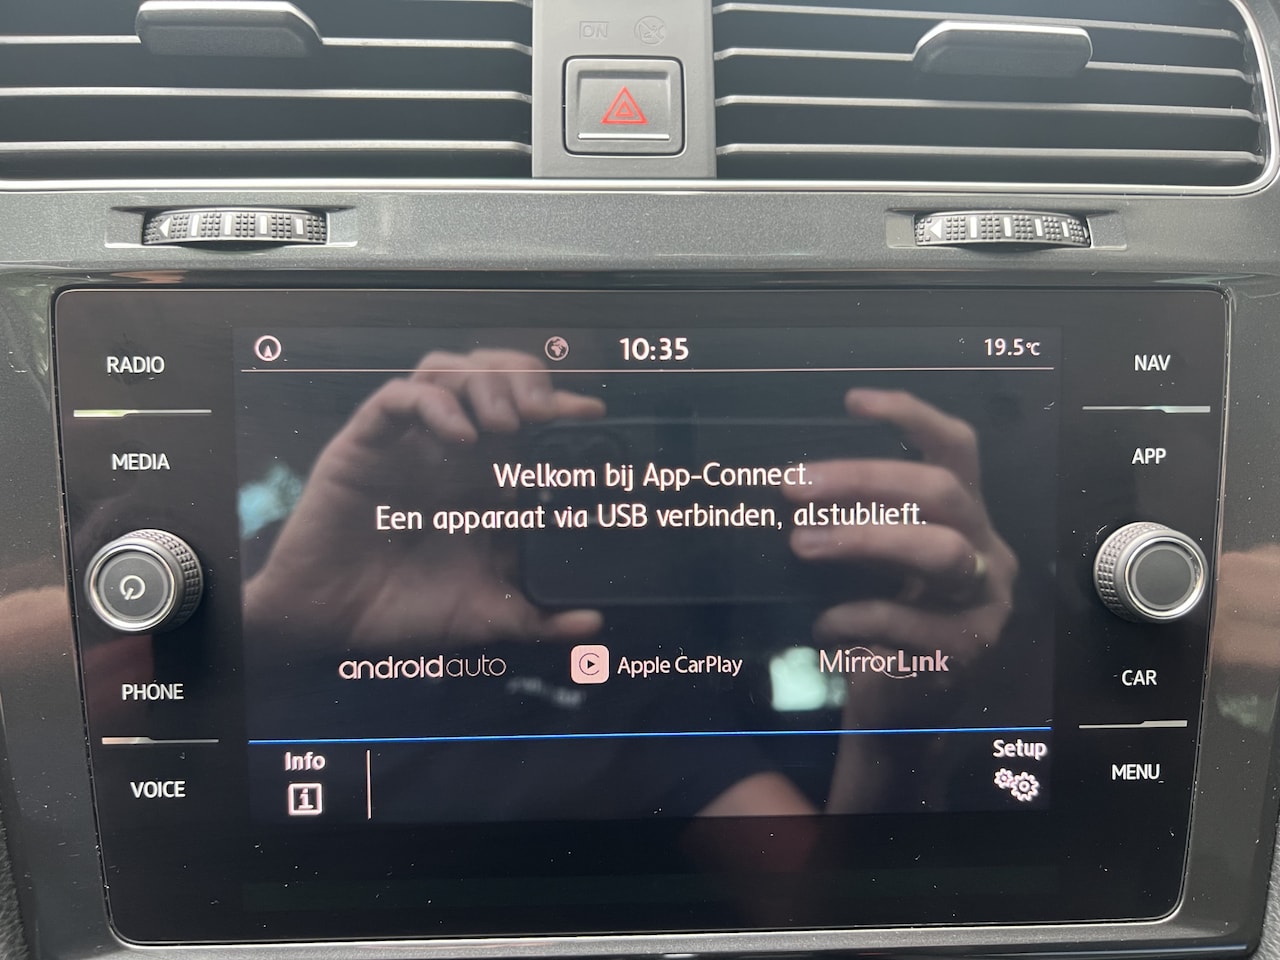 RADIO
MEDIA
PHONE
VOICE
10:35
19.5°C
Welkom bij App-Connect.
Een apparaat via USB verbinden, alstublieft.
androidauto
Apple CarPlay
MirrorLink
Info
Setup
NAV
APP
CAR
MENU